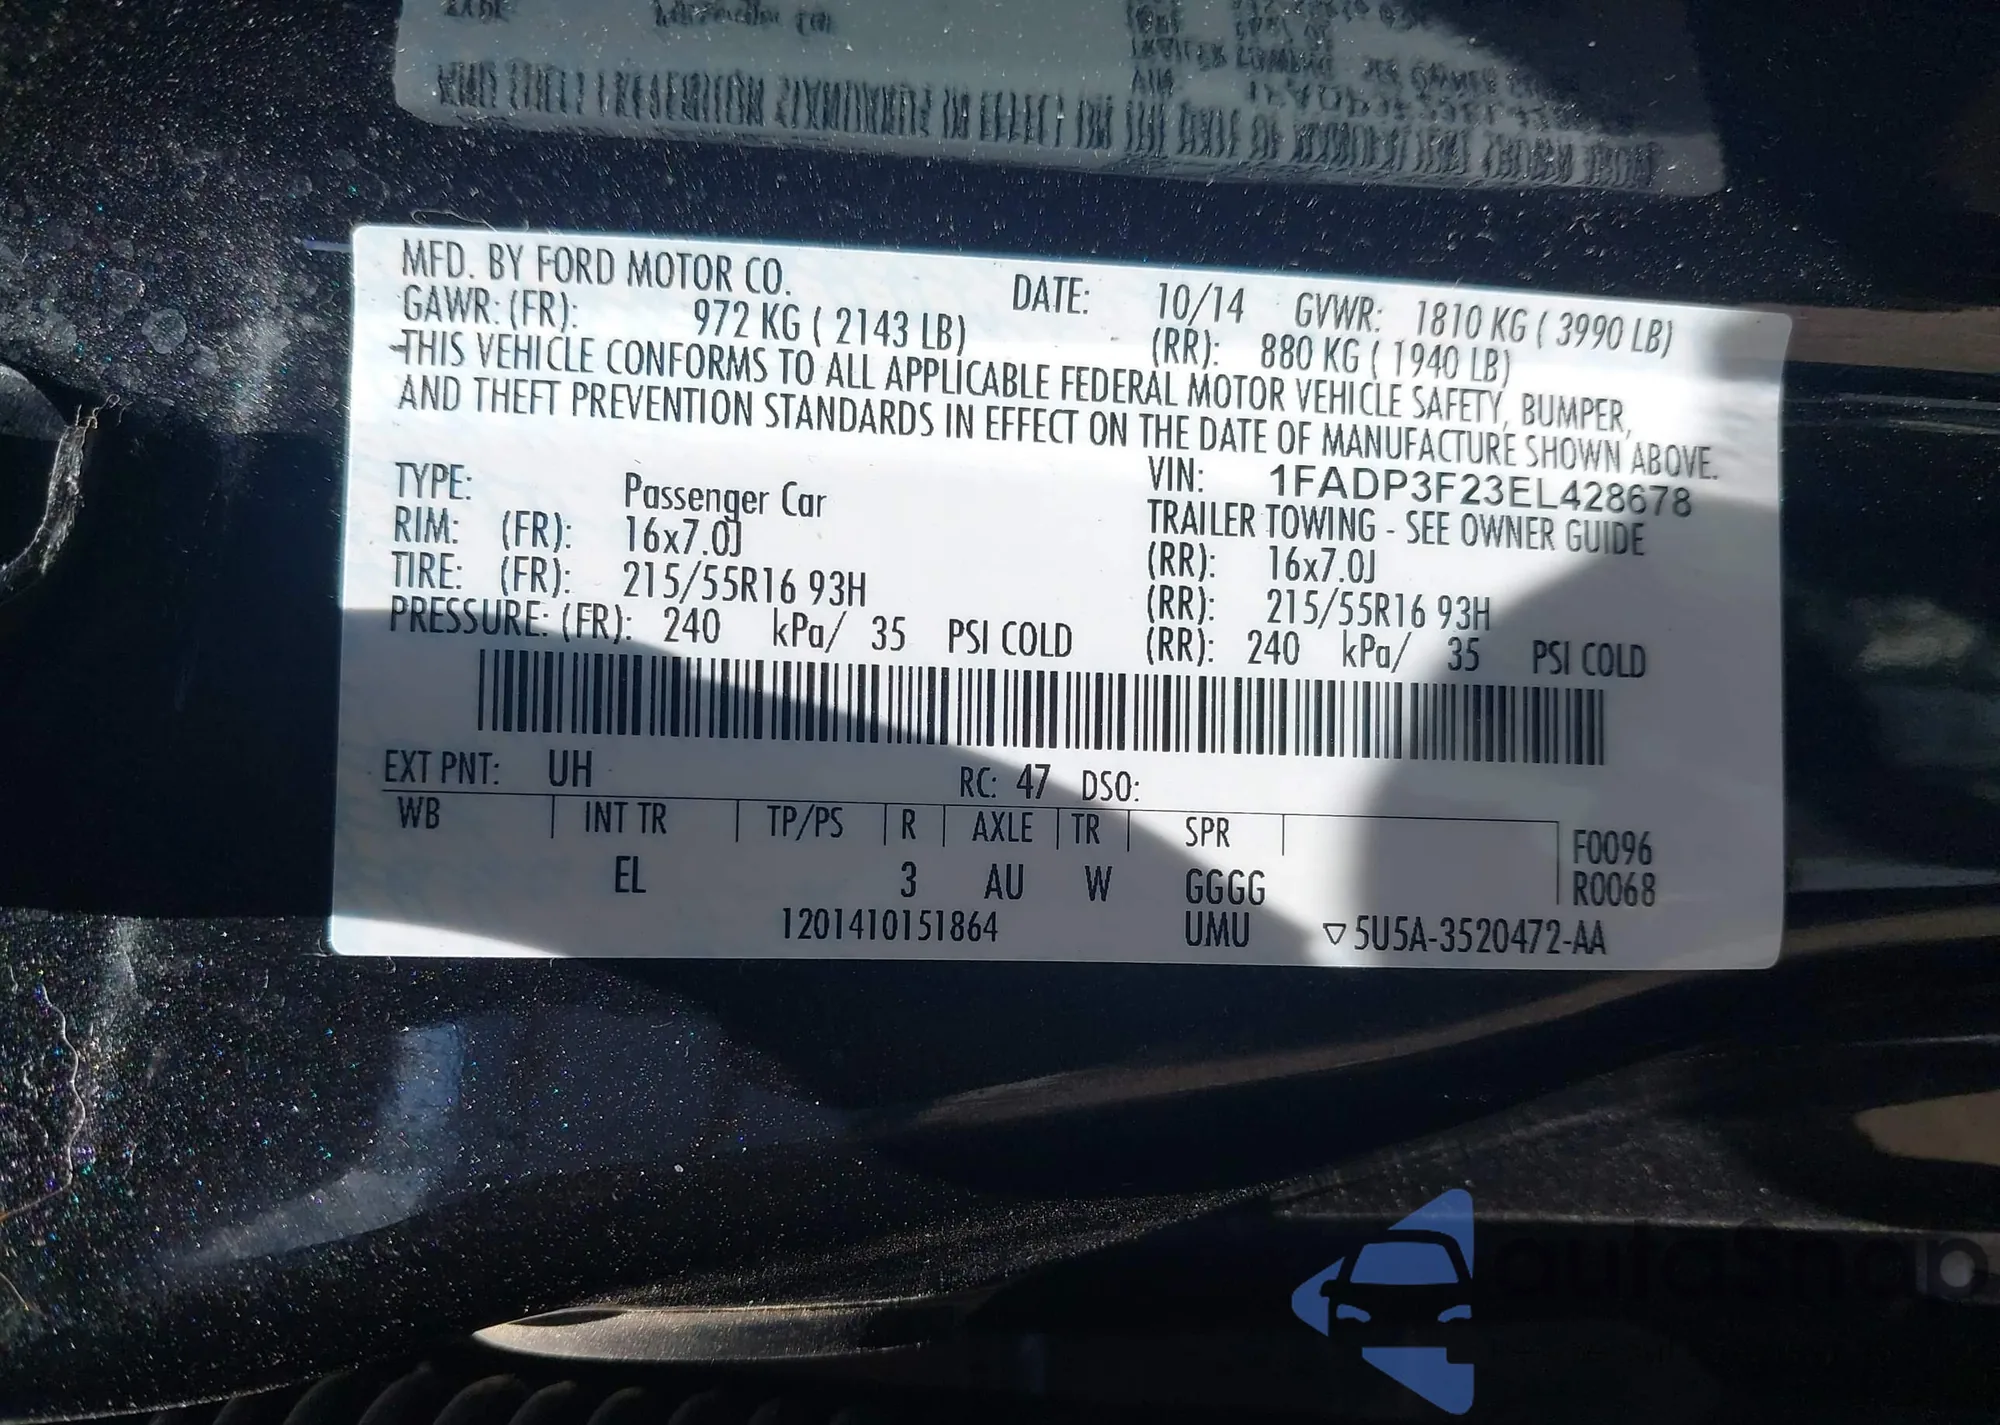 MFD. BY FORD MOTOR CO. DATE: 10/14 GVWR: 1810 KG ( 3990 LB)
GAWR: (FR): 972 KG ( 2143 LB) (RR): 880 KG ( 1940 LB)
THIS VEHICLE CONFORMS TO ALL APPLICABLE FEDERAL MOTOR VEHICLE SAFETY, BUMPER,
AND THEFT PREVENTION STANDARDS IN EFFECT ON THE DATE OF MANUFACTURE SHOWN ABOVE.
VIN: 1FADP3F23EL428678
TYPE: Passenger Car TRAILER TOWING - SEE OWNER GUIDE
RIM: (FR): 16x7.0J (RR): 16x7.0J
TIRE: (FR): 215/55R16 93H (RR): 215/55R16 93H
PRESSURE: (FR): 240 kPa/ 35 PSI COLD (RR): 240 kPa/ 35 PSI COLD
EXT PNT: UH RC: 47 DSO:
WB INT TR TP/PS R AXLE TR SPR F0096
EL 3 AU W GGGG R0068
1201410151864 UMU ▽5U5A-3520472-AA
autoSnap